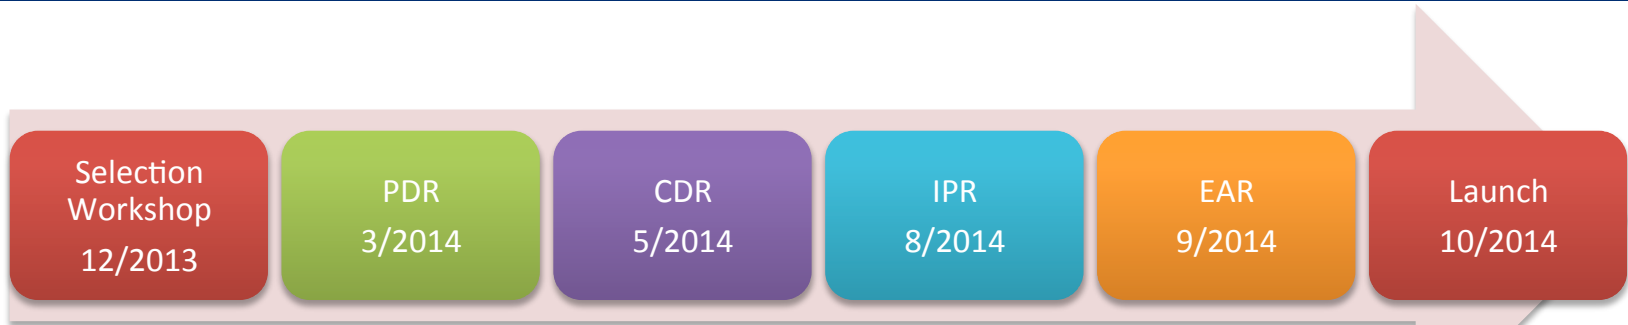 Selection
Workshop
12/2013
PDR
3/2014
CDR
5/2014
IPR
8/2014
EAR
9/2014
Launch
10/2014